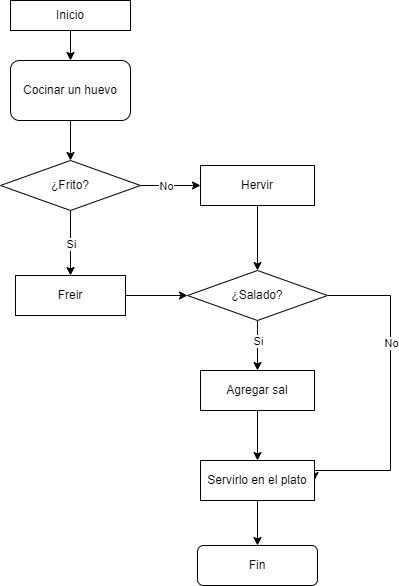 Inicio
Cocinar un huevo
¿Frito?
No
Hervir
Si
Freir
¿Salado?
Si
No
Agregar sal
Servirlo en el plato
Fin